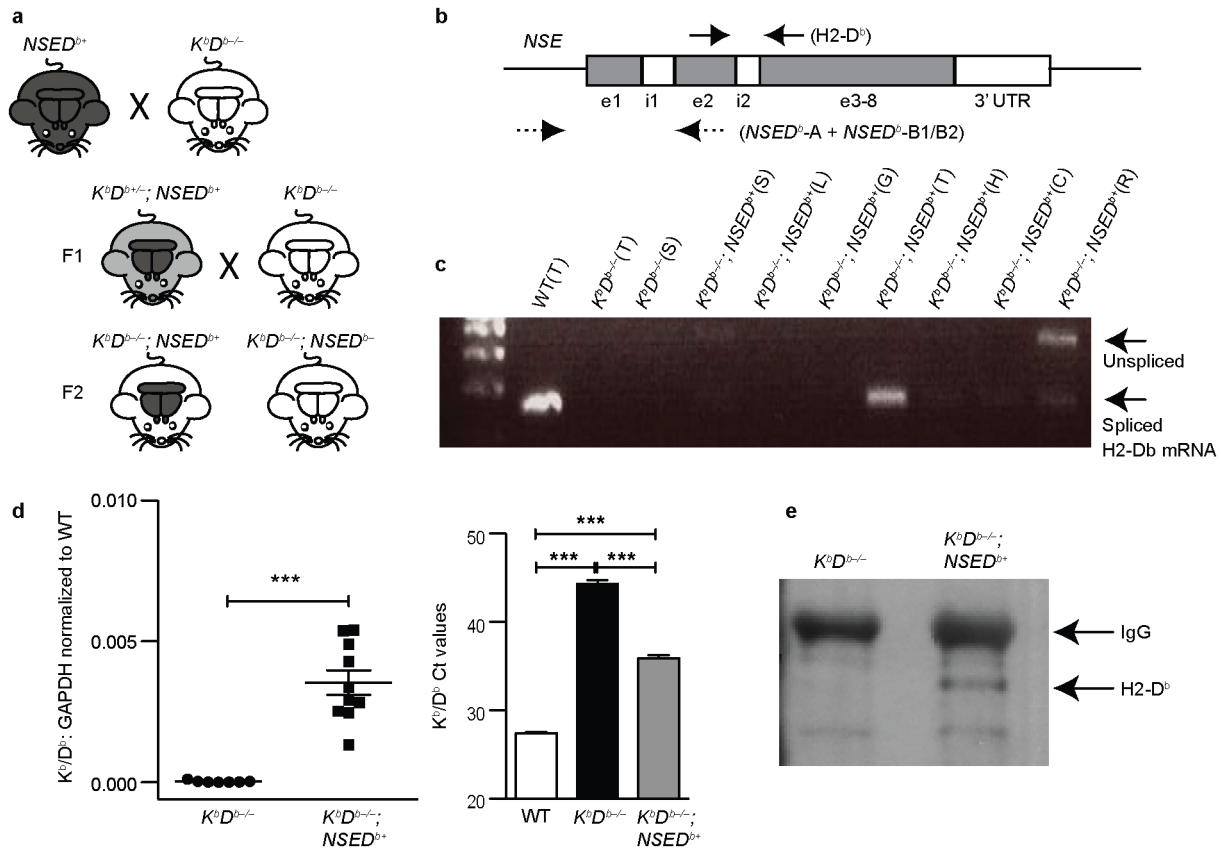 a
NSEDᵇ⁺ KᵇDᵇ⁻/⁻
X
KᵇDᵇ⁺/⁻; NSEDᵇ⁺ KᵇDᵇ⁻/⁻
F1 X
KᵇDᵇ⁻/⁻; NSEDᵇ⁺ KᵇDᵇ⁻/⁻; NSEDᵇ⁻
F2
b
NSE (H2-Dᵇ)
e1 i1 e2 i2 e3-8 3' UTR
(NSEDᵇ-A + NSEDᵇ-B1/B2)
c
WT(T)
KᵇDᵇ⁻/⁻(T)
KᵇDᵇ⁻/⁻(S)
KᵇDᵇ⁻/⁻; NSEDᵇ⁺(S)
KᵇDᵇ⁻/⁻; NSEDᵇ⁺(L)
KᵇDᵇ⁻/⁻; NSEDᵇ⁺(G)
KᵇDᵇ⁻/⁻; NSEDᵇ⁺(T)
KᵇDᵇ⁻/⁻; NSEDᵇ⁺(H)
KᵇDᵇ⁻/⁻; NSEDᵇ⁺(C)
KᵇDᵇ⁻/⁻; NSEDᵇ⁺(R)
Unspliced
Spliced
H2-Db mRNA
d
Kᵇ/Dᵇ: GAPDH normalized to WT
0.010
0.005
0.000
***
KᵇDᵇ⁻/⁻ KᵇDᵇ⁻/⁻;
NSEDᵇ⁺
Kᵇ/Dᵇ Ct values
50
40
30
20
***
*** ***
WT KᵇDᵇ⁻/⁻ KᵇDᵇ⁻/⁻;
NSEDᵇ⁺
e
KᵇDᵇ⁻/⁻ KᵇDᵇ⁻/⁻;
NSEDᵇ⁺
IgG
H2-Dᵇ